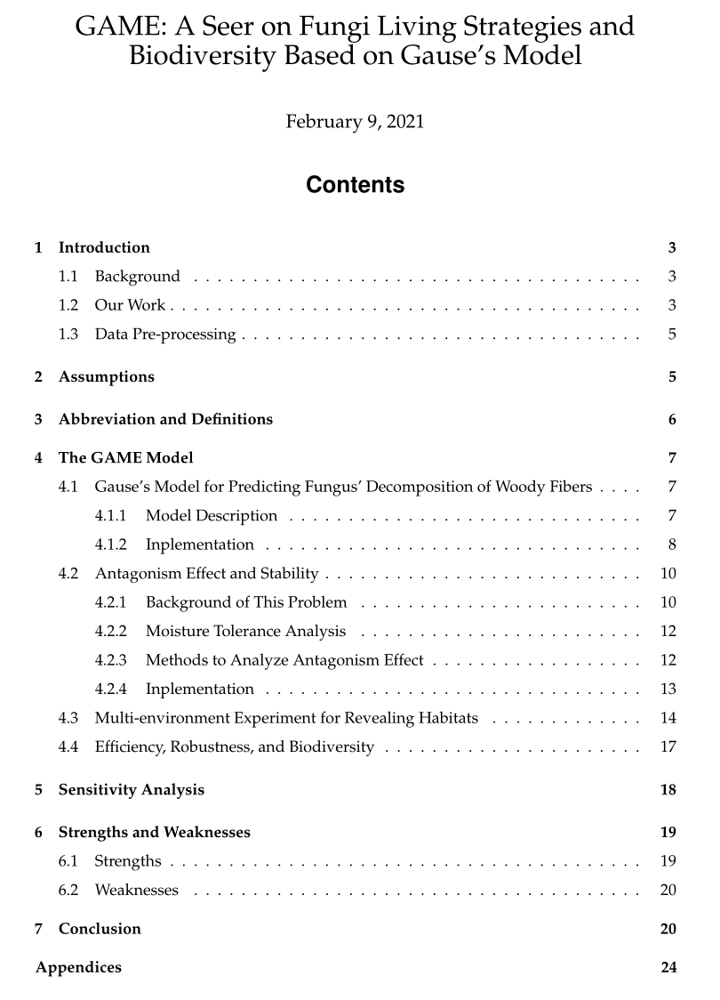 GAME: A Seer on Fungi Living Strategies and
Biodiversity Based on Gause's Model
February 9, 2021
Contents
1 Introduction 3
1.1 Background . . . . . . . . . . . . . . . . . . . . . . . . . . . . . . . . . . . . . . 3
1.2 Our Work . . . . . . . . . . . . . . . . . . . . . . . . . . . . . . . . . . . . . . . . 3
1.3 Data Pre-processing . . . . . . . . . . . . . . . . . . . . . . . . . . . . . . . . . . 5
2 Assumptions 5
3 Abbreviation and Definitions 6
4 The GAME Model 7
4.1 Gause's Model for Predicting Fungus' Decomposition of Woody Fibers . . . . 7
4.1.1 Model Description . . . . . . . . . . . . . . . . . . . . . . . . . . . . . . 7
4.1.2 Inplementation . . . . . . . . . . . . . . . . . . . . . . . . . . . . . . . . 8
4.2 Antagonism Effect and Stability . . . . . . . . . . . . . . . . . . . . . . . . . . . 10
4.2.1 Background of This Problem . . . . . . . . . . . . . . . . . . . . . . . . 10
4.2.2 Moisture Tolerance Analysis . . . . . . . . . . . . . . . . . . . . . . . . 12
4.2.3 Methods to Analyze Antagonism Effect . . . . . . . . . . . . . . . . . . 12
4.2.4 Inplementation . . . . . . . . . . . . . . . . . . . . . . . . . . . . . . . . 13
4.3 Multi-environment Experiment for Revealing Habitats . . . . . . . . . . . . . 14
4.4 Efficiency, Robustness, and Biodiversity . . . . . . . . . . . . . . . . . . . . . . 17
5 Sensitivity Analysis 18
6 Strengths and Weaknesses 19
6.1 Strengths . . . . . . . . . . . . . . . . . . . . . . . . . . . . . . . . . . . . . . . . 19
6.2 Weaknesses . . . . . . . . . . . . . . . . . . . . . . . . . . . . . . . . . . . . . . 20
7 Conclusion 20
Appendices 24